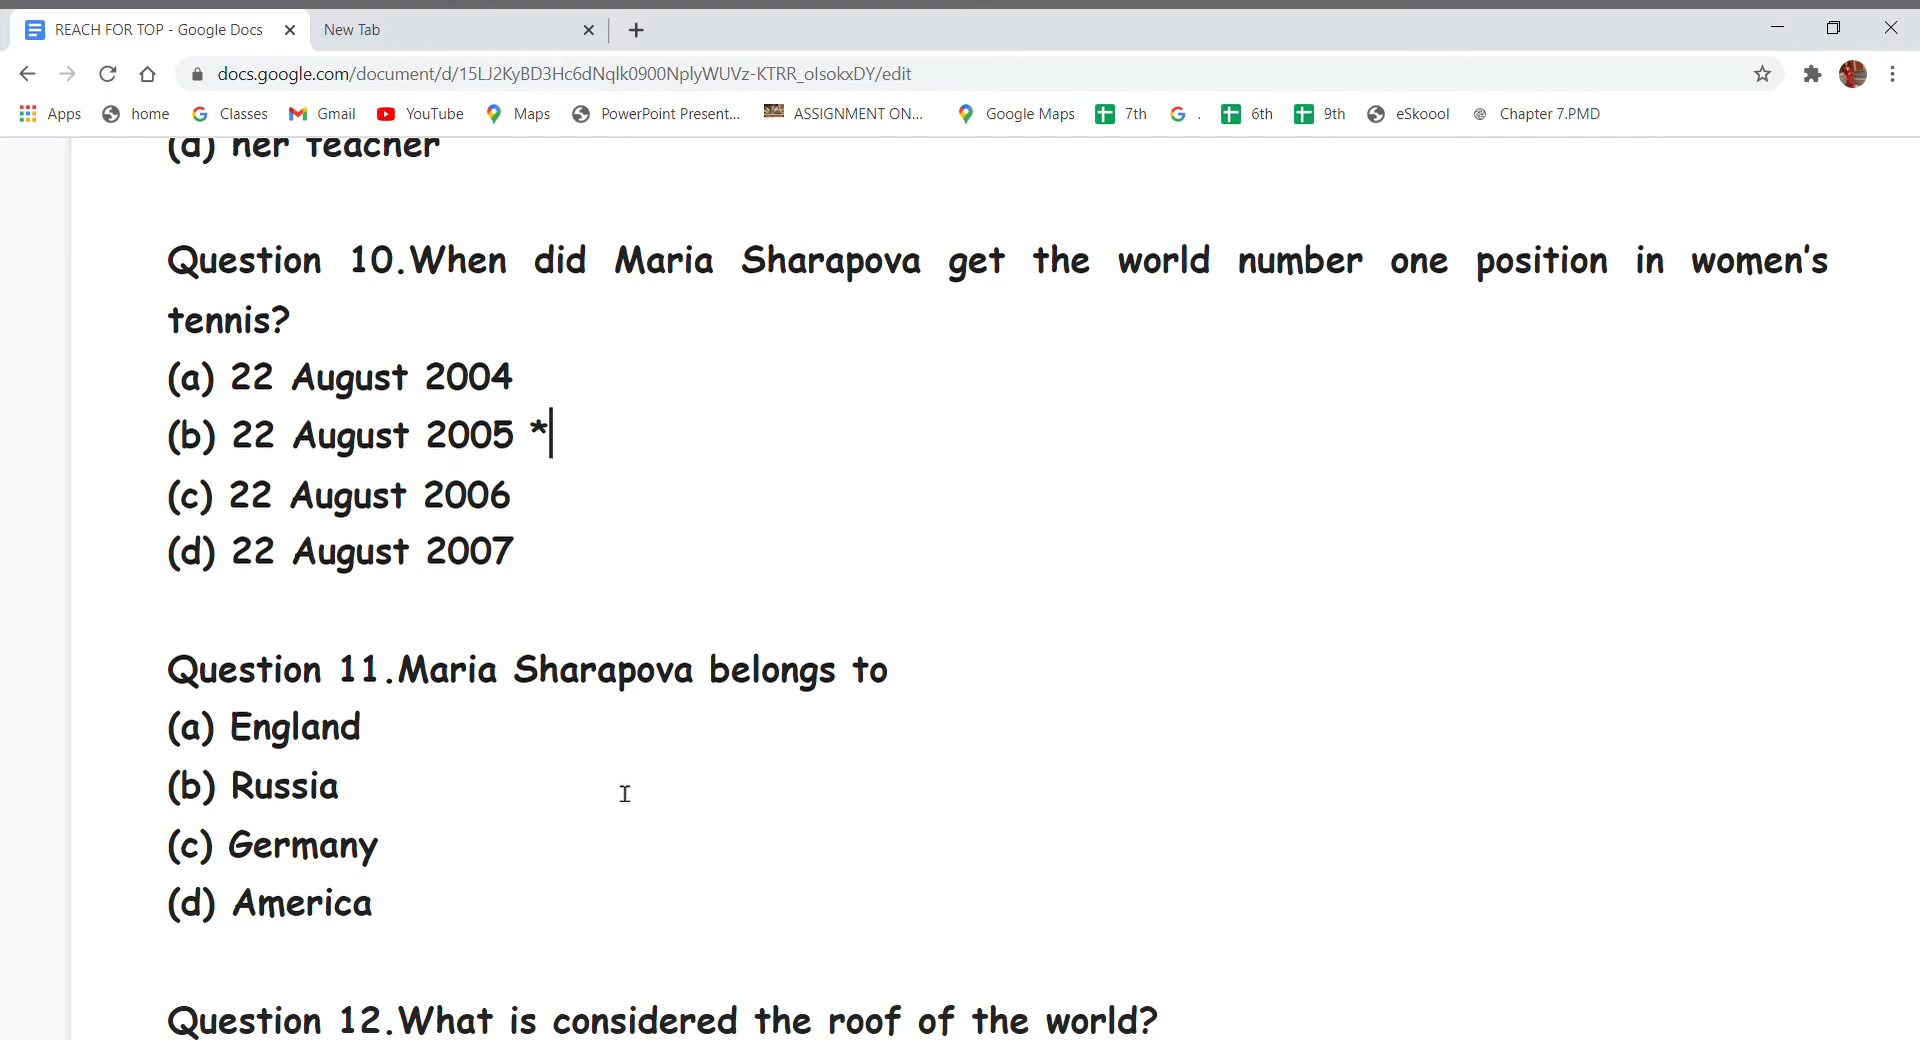 REACH FOR TOP - Google Docs
New Tab
docs.google.com/document/d/15LJ2KyBD3Hc6dNqlk0900NplyWUVz-KTRR_oIsokxDY/edit
Apps home Classes Gmail YouTube Maps PowerPoint Present... ASSIGNMENT ON... Google Maps 7th . 6th 9th eSkoool Chapter 7.PMD
(d) her teacher
Question 10.When did Maria Sharapova get the world number one position in women's
tennis?
(a) 22 August 2004
(b) 22 August 2005 *
(c) 22 August 2006
(d) 22 August 2007
Question 11.Maria Sharapova belongs to
(a) England
(b) Russia
(c) Germany
(d) America
Question 12.What is considered the roof of the world?